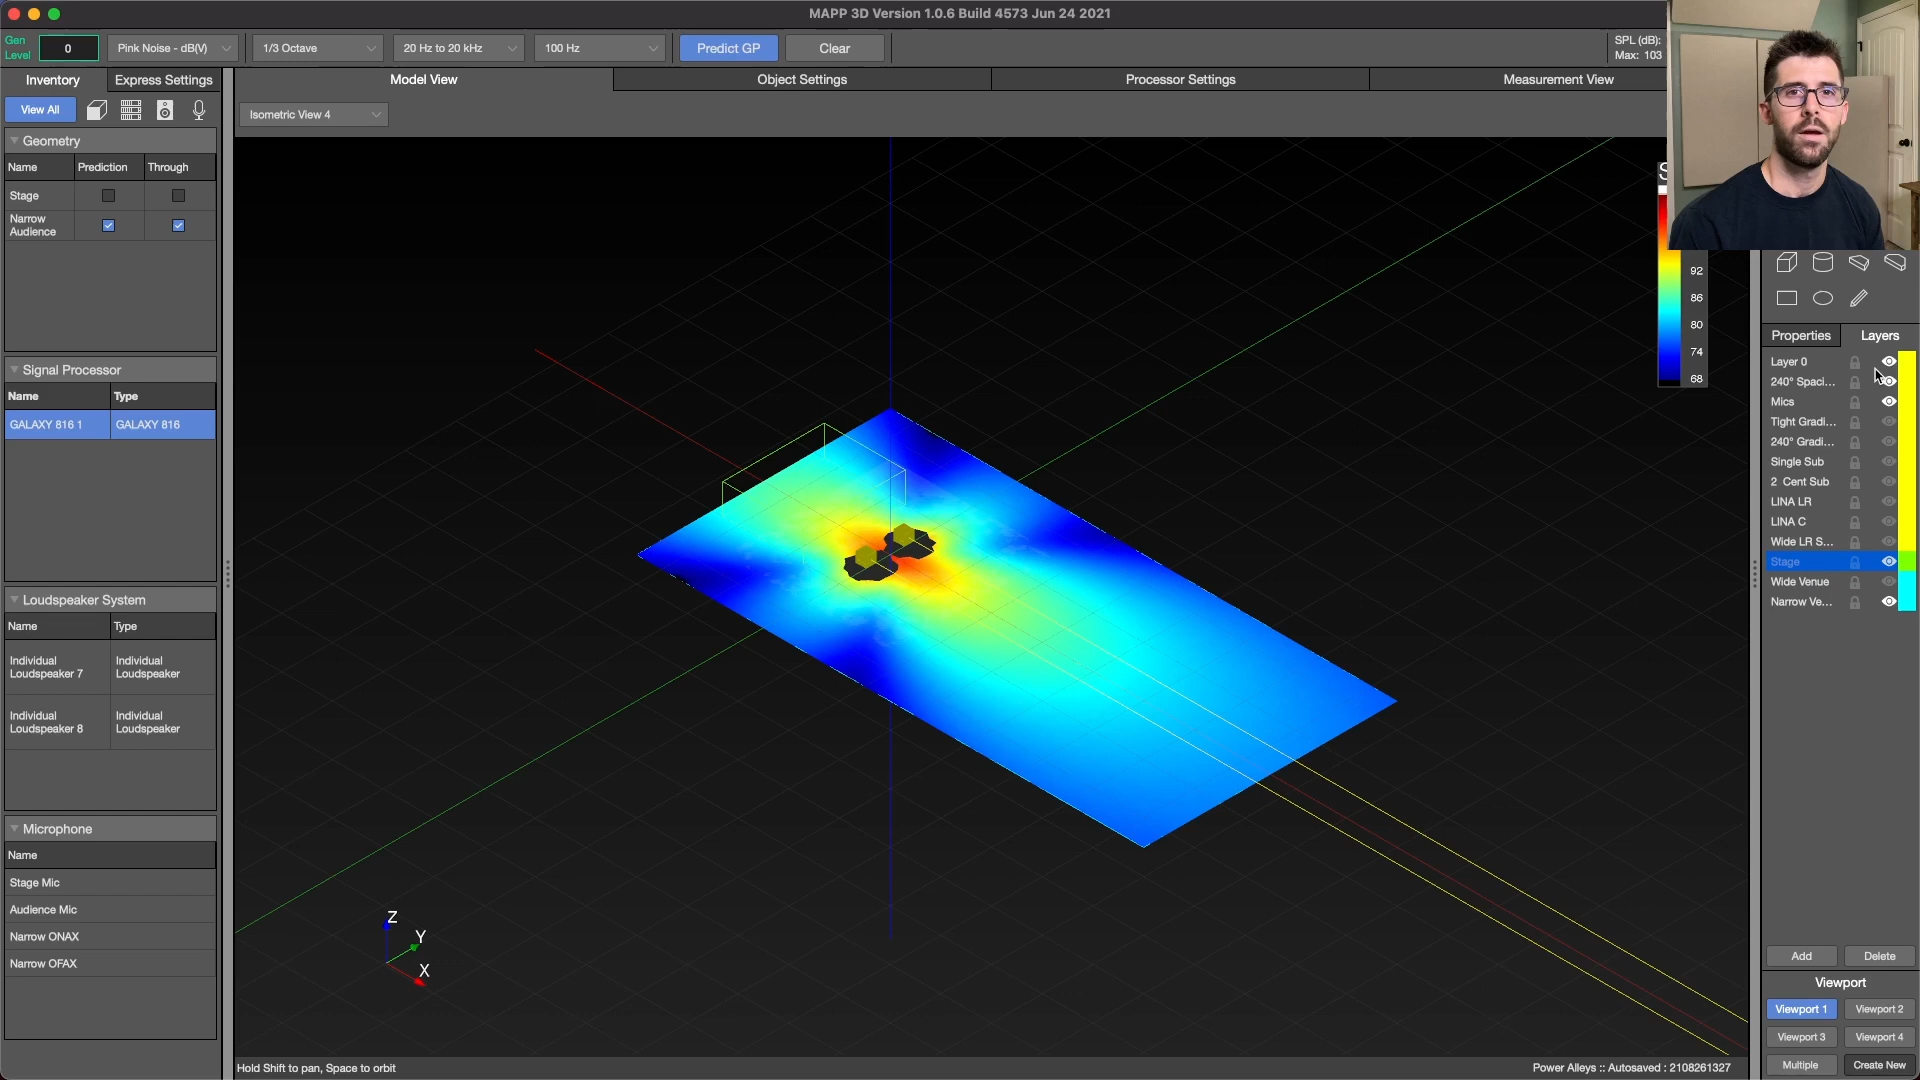 MAPP 3D Version 1.0.6 Build 4573 Jun 24 2021
Gen
Level
0
Pink Noise - dB(V)
1/3 Octave
20 Hz to 20 kHz
100 Hz
Predict GP
Clear
SPL (dB):
Max: 103
Inventory
Express Settings
Model View
Object Settings
Processor Settings
Measurement View
View All
Isometric View 4
Geometry
Name
Prediction
Through
Stage
Narrow
Audience
Signal Processor
Name
Type
GALAXY 816 1
GALAXY 816
Loudspeaker System
Name
Type
Individual
Loudspeaker 7
Individual
Loudspeaker
Individual
Loudspeaker 8
Individual
Loudspeaker
Microphone
Name
Stage Mic
Audience Mic
Narrow ONAX
Narrow OFAX
S
92
86
80
74
68
Z
Y
X
Properties
Layers
Layer 0
240° Spaci...
Mics
Tight Gradi...
240° Gradi...
Single Sub
2 Cent Sub
LINA LR
LINA C
Wide LR S...
Stage
Wide Venue
Narrow Ve...
Add
Delete
Viewport
Viewport 1
Viewport 2
Viewport 3
Viewport 4
Multiple
Create New
Hold Shift to pan, Space to orbit
Power Alleys :: Autosaved : 2108261327